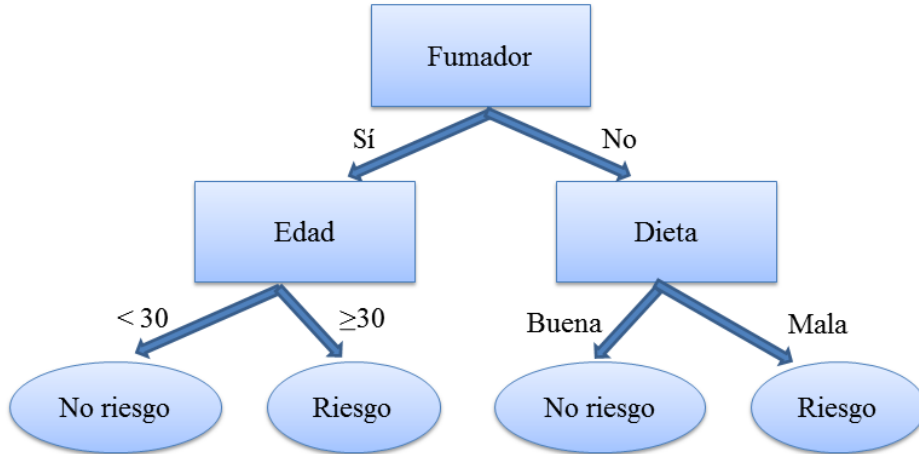 Fumador
Sí
No
Edad
Dieta
< 30
≥30
Buena
Mala
No riesgo
Riesgo
No riesgo
Riesgo